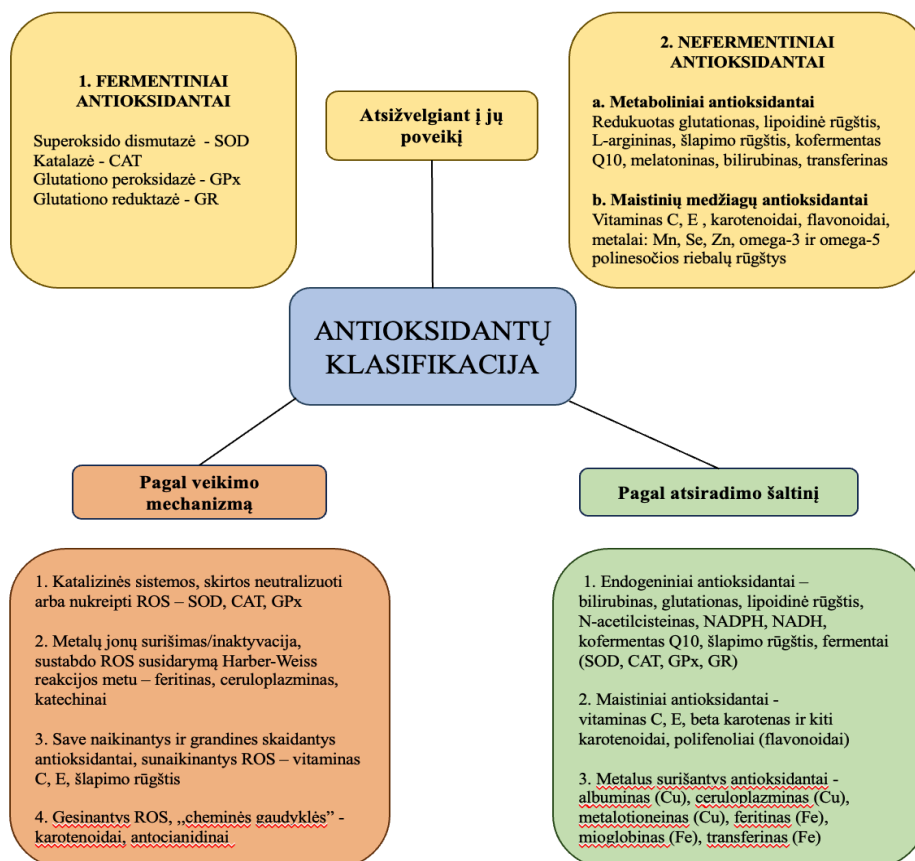 1. FERMENTINIAI
ANTIOKSIDANTAI
Superoksido dismutazė - SOD
Katalazė - CAT
Glutationo peroksidazė - GPx
Glutationo reduktazė - GR
Atsižvelgiant į jų
poveikį
2. NEFERMENTINIAI
ANTIOKSIDANTAI
a. Metaboliniai antioksidantai
Redukuotas glutationas, lipoidinė rūgštis,
L-argininas, šlapimo rūgštis, kofermentas
Q10, melatoninas, bilirubinas, transferinas
b. Maistinių medžiagų antioksidantai
Vitaminas C, E , karotenoidai, flavonoidai,
metalai: Mn, Se, Zn, omega-3 ir omega-5
polinesočios riebalų rūgštys
ANTIOKSIDANTŲ
KLASIFIKACIJA
Pagal veikimo
mechanizmą
Pagal atsiradimo šaltinį
1. Katalizinės sistemos, skirtos neutralizuoti
arba nukreipti ROS – SOD, CAT, GPx
2. Metalų jonų surišimas/inaktyvacija,
sustabdo ROS susidarymą Harber-Weiss
reakcijos metu – feritinas, ceruloplazminas,
katechinai
3. Save naikinantys ir grandines skaidantys
antioksidantai, sunaikinantys ROS – vitaminas
C, E, šlapimo rūgštis
4. Gesinantys ROS, ,,cheminės gaudyklės” -
karotenoidai, antocianidinai
1. Endogeniniai antioksidantai –
bilirubinas, glutationas, lipoidinė rūgštis,
N-acetilcisteinas, NADPH, NADH,
kofermentas Q10, šlapimo rūgštis, fermentai
(SOD, CAT, GPx, GR)
2. Maistiniai antioksidantai -
vitaminas C, E, beta karotenas ir kiti
karotenoidai, polifenoliai (flavonoidai)
3. Metalus surišantys antioksidantai -
albuminas (Cu), ceruloplazminas (Cu),
metalotioneinas (Cu), feritinas (Fe),
mioglobinas (Fe), transferinas (Fe)